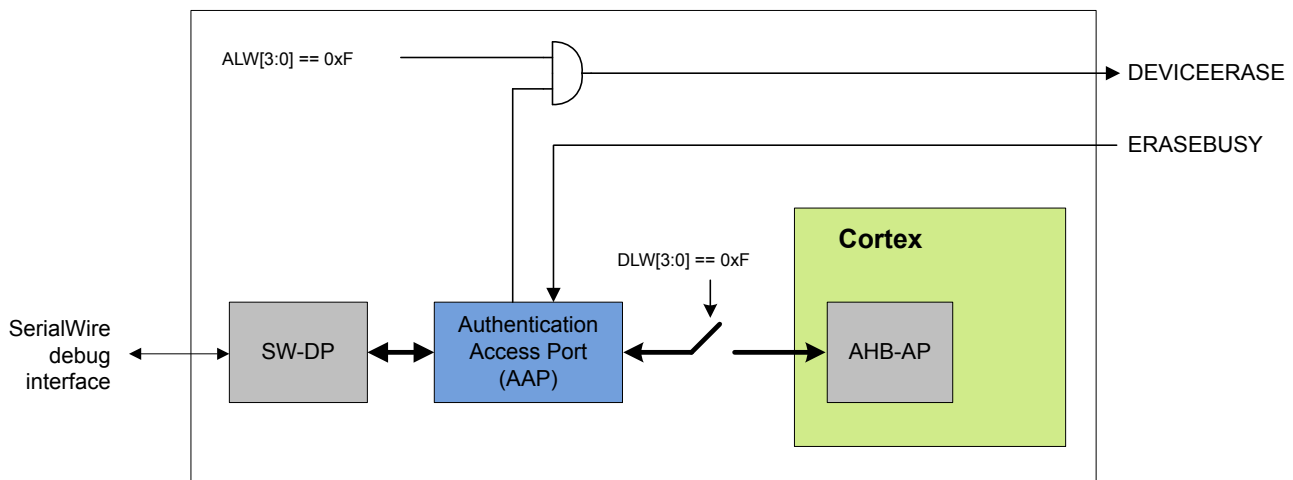 ALW[3:0] == 0xF
DEVICEERASE
ERASEBUSY
Cortex
DLW[3:0] == 0xF
SerialWire
debug
interface
SW-DP
Authentication
Access Port
(AAP)
AHB-AP